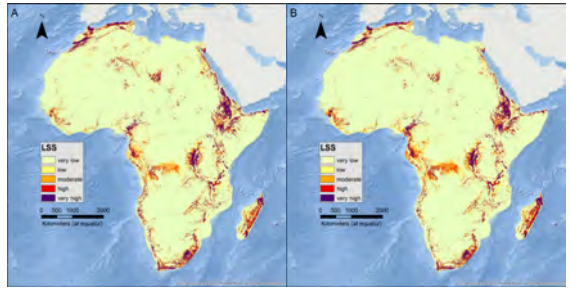 A
LSS
very low
low
moderate
high
very high
0 500 1000 2000
Kilometers (at equator)
B
LSS
very low
low
moderate
high
very high
0 500 1000 2000
Kilometers (at equator)